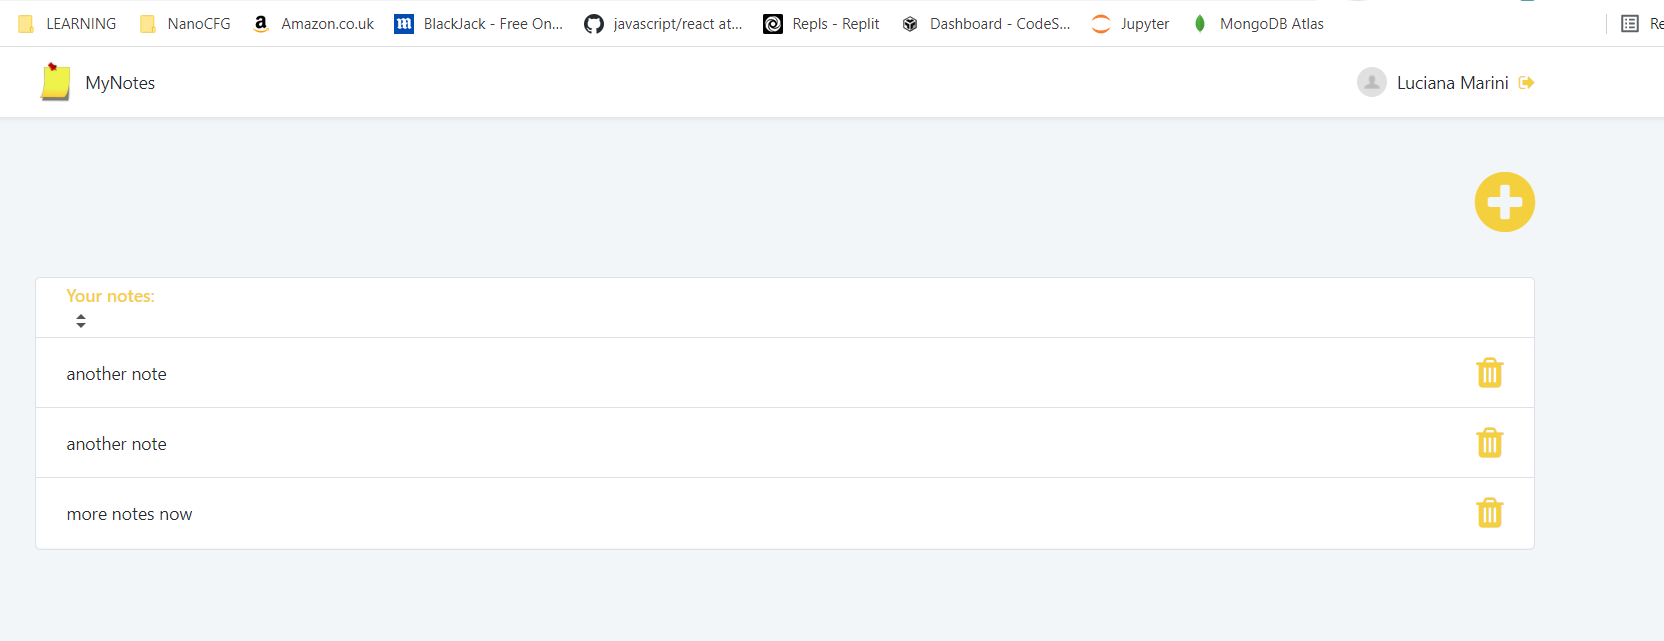 LEARNING NanoCFG Amazon.co.uk BlackJack - Free On... javascript/react at... Repls - Replit Dashboard - CodeS... Jupyter MongoDB Atlas
MyNotes Luciana Marini
Your notes:
another note
another note
more notes now